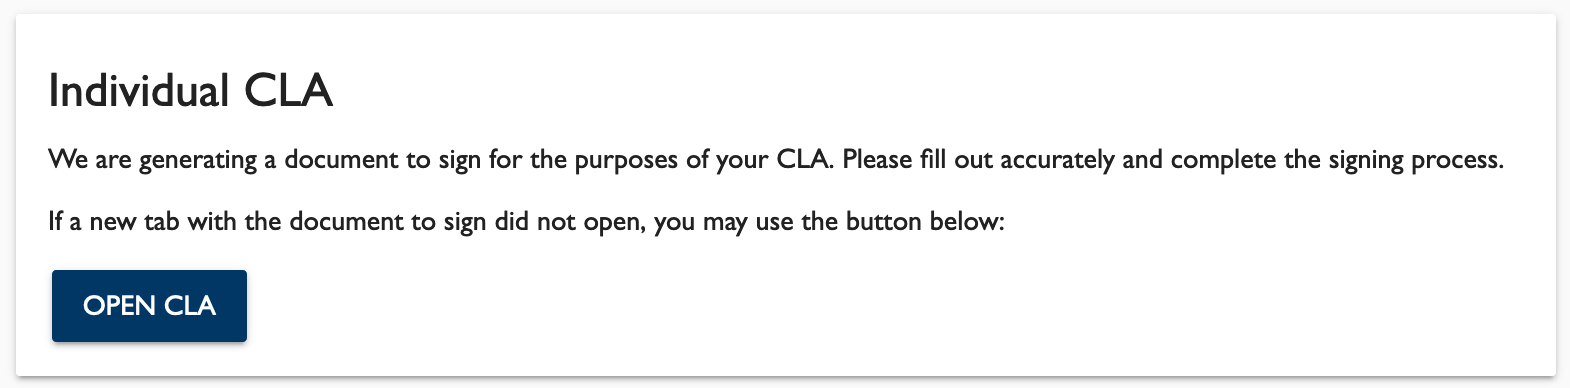 Individual CLA
We are generating a document to sign for the purposes of your CLA. Please fill out accurately and complete the signing process.
If a new tab with the document to sign did not open, you may use the button below:
OPEN CLA